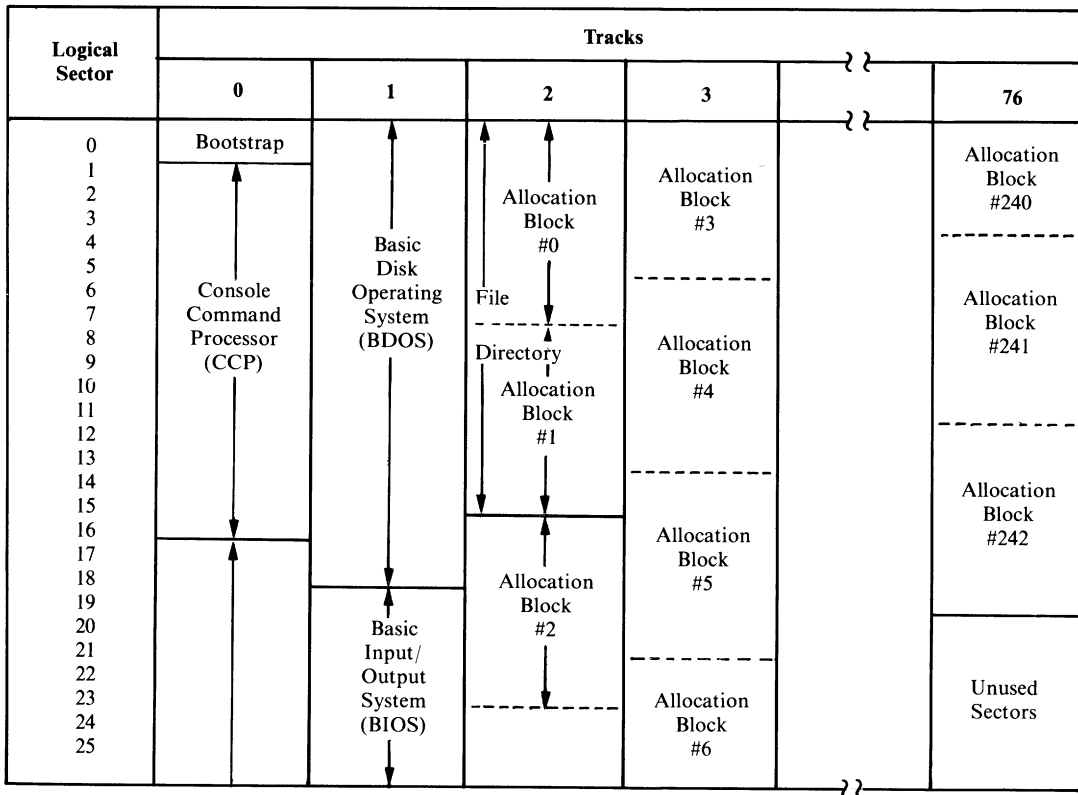 Logical
Sector
Tracks
0
1
2
3
76
0
1
2
3
4
5
6
7
8
9
10
11
12
13
14
15
16
17
18
19
20
21
22
23
24
25
Bootstrap
Console
Command
Processor
(CCP)
Basic
Disk
Operating
System
(BDOS)
Basic
Input/
Output
System
(BIOS)
File
Directory
Allocation
Block
#0
Allocation
Block
#1
Allocation
Block
#2
Allocation
Block
#3
Allocation
Block
#4
Allocation
Block
#5
Allocation
Block
#6
Allocation
Block
#240
Allocation
Block
#241
Allocation
Block
#242
Unused
Sectors